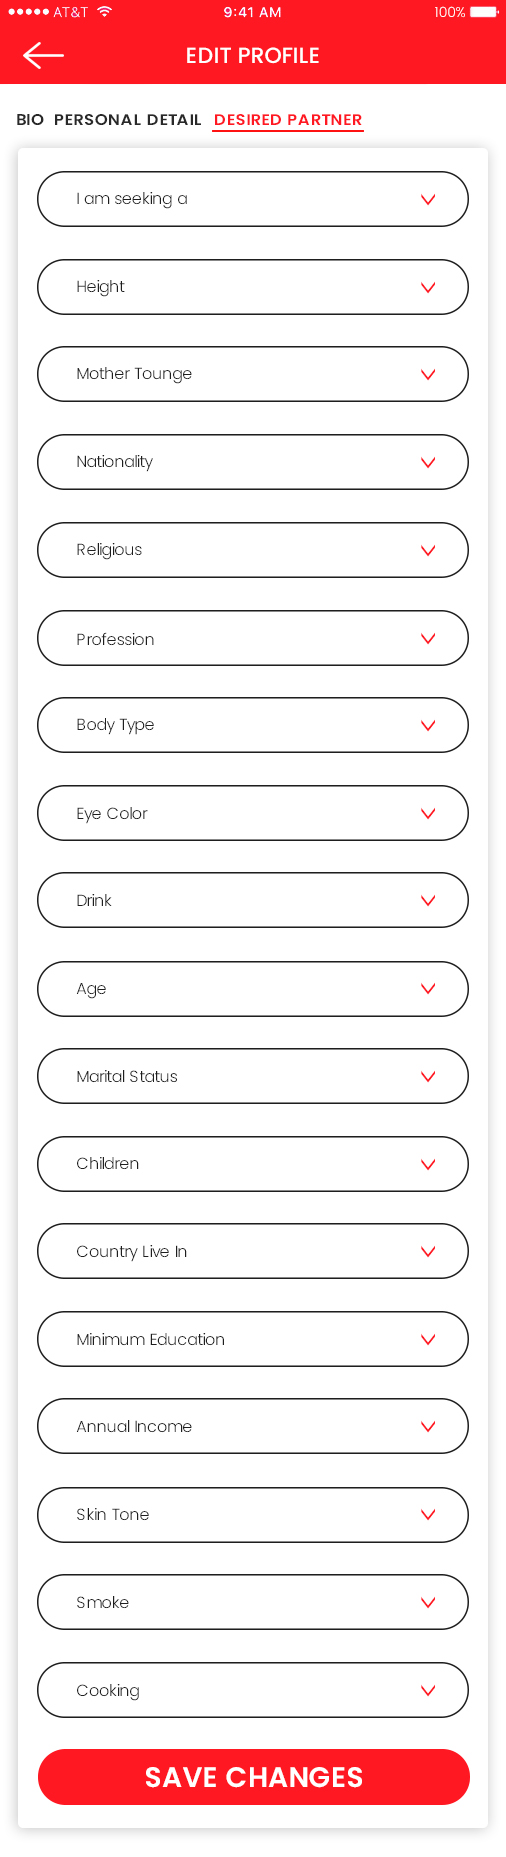 AT&T 9:41 AM 100%
EDIT PROFILE
BIO PERSONAL DETAIL DESIRED PARTNER
I am seeking a
Height
Mother Tounge
Nationality
Religious
Profession
Body Type
Eye Color
Drink
Age
Marital Status
Children
Country Live In
Minimum Education
Annual Income
Skin Tone
Smoke
Cooking
SAVE CHANGES